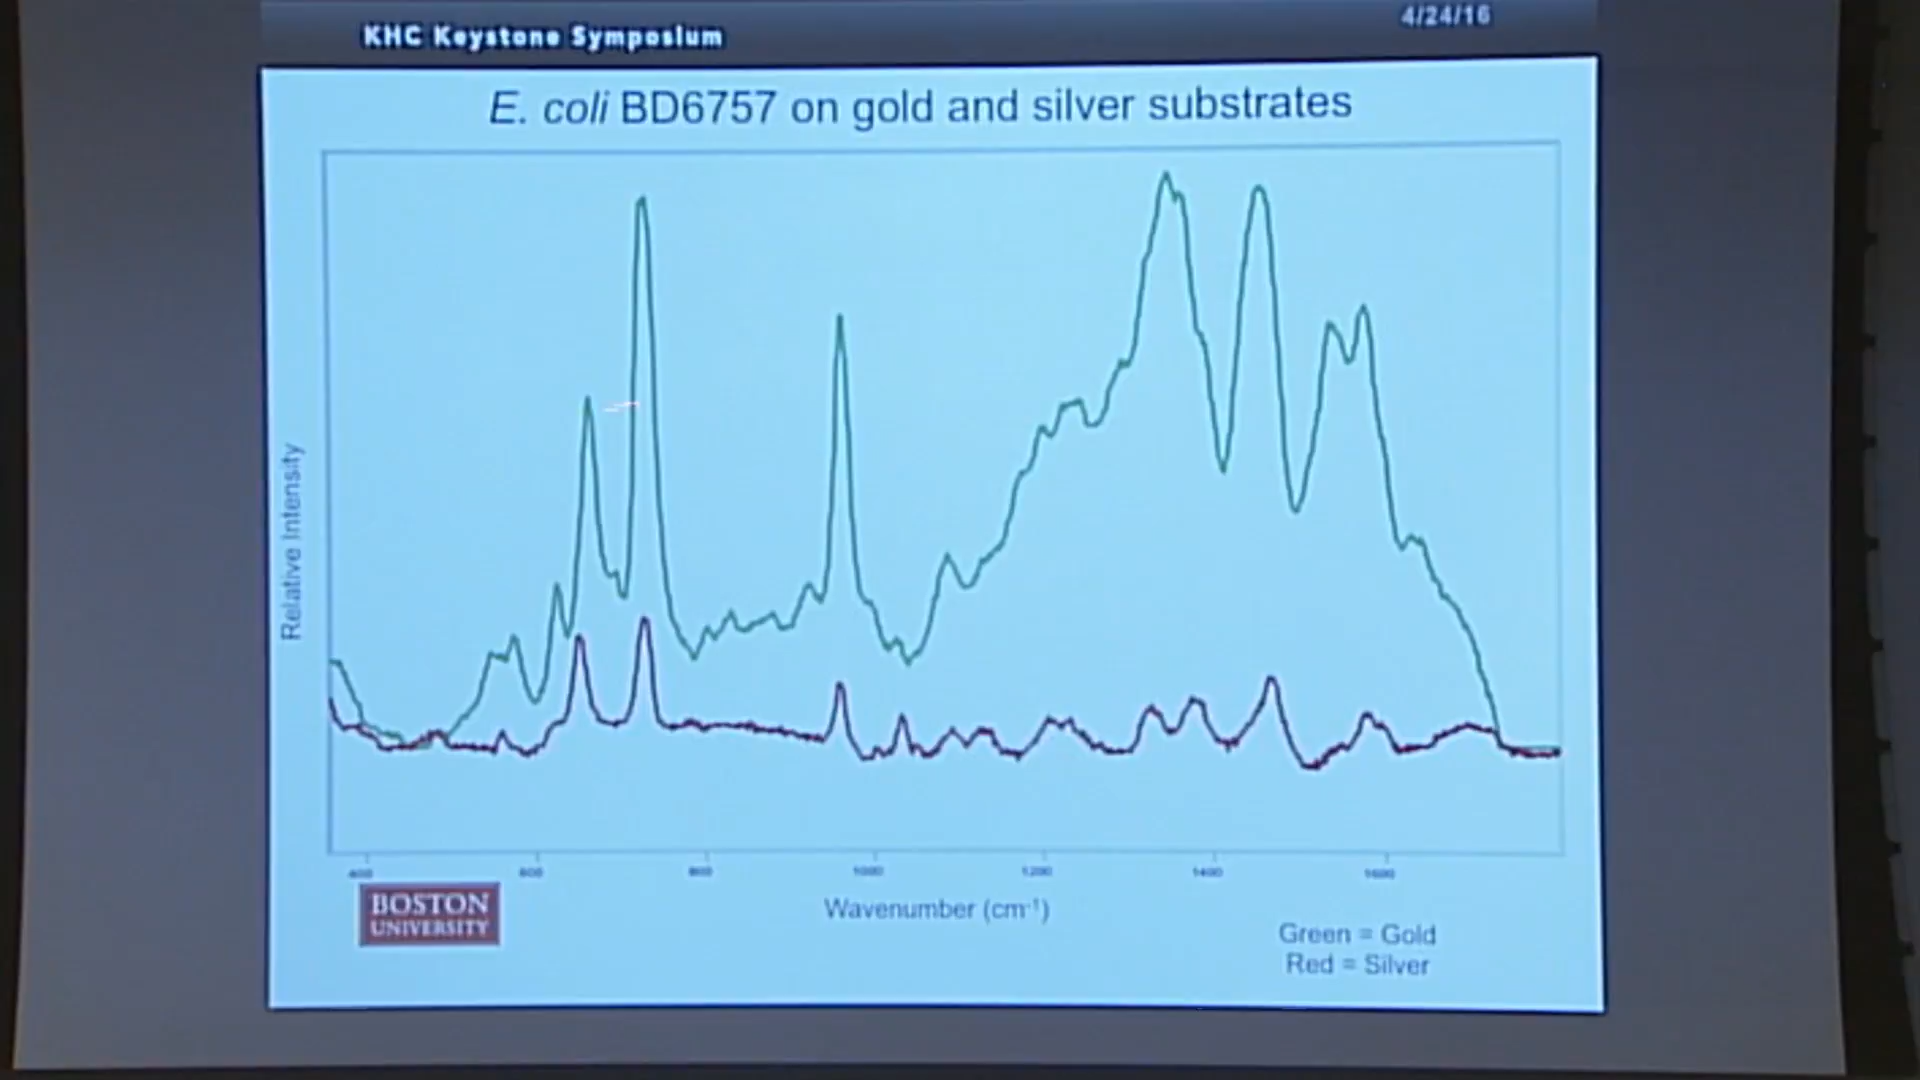 KHC Keystone Symposium
4/24/16
E. coli BD6757 on gold and silver substrates
Relative Intensity
400 600 800 1000 1200 1400 1600
Wavenumber (cm⁻¹)
BOSTON
UNIVERSITY
Green = Gold
Red = Silver